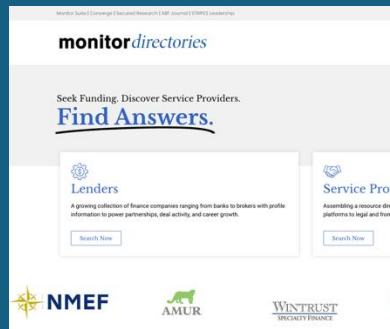 Monitor Suite | Converge | Secured Research | ABF Journal | STRIPES Leadership
monitordirectories
Seek Funding. Discover Service Providers.
Find Answers.
Lenders
A growing collection of finance companies ranging from banks to brokers with profile
information to power partnerships, deal activity, and career growth.
Search Now
Service Pro
Assembling a resource dire
platforms to legal and from
Search Now
NMEF
AMUR
WINTRUST
SPECIALTY FINANCE